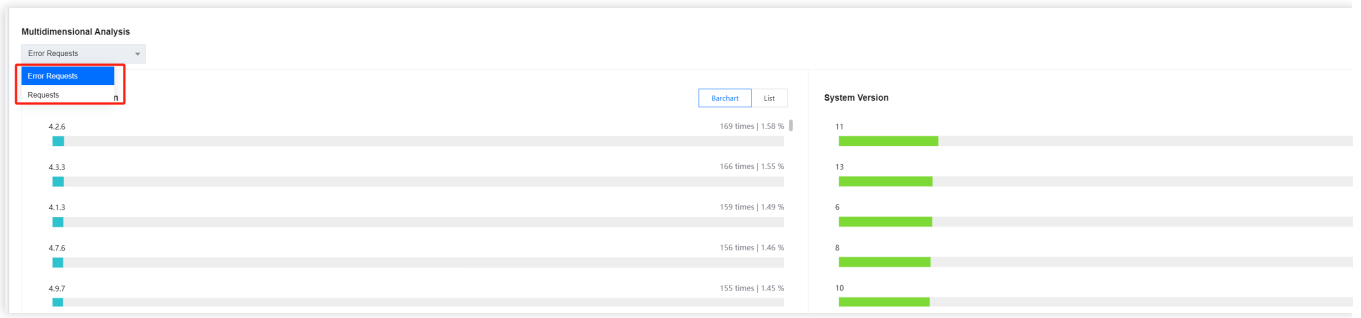 Multidimensional Analysis
Error Requests
Error Requests
Requests
n
Barchart
List
4.2.6
169 times | 1.58 %
4.3.3
166 times | 1.55 %
4.1.3
159 times | 1.49 %
4.7.6
156 times | 1.46 %
4.9.7
155 times | 1.45 %
System Version
11
13
6
8
10